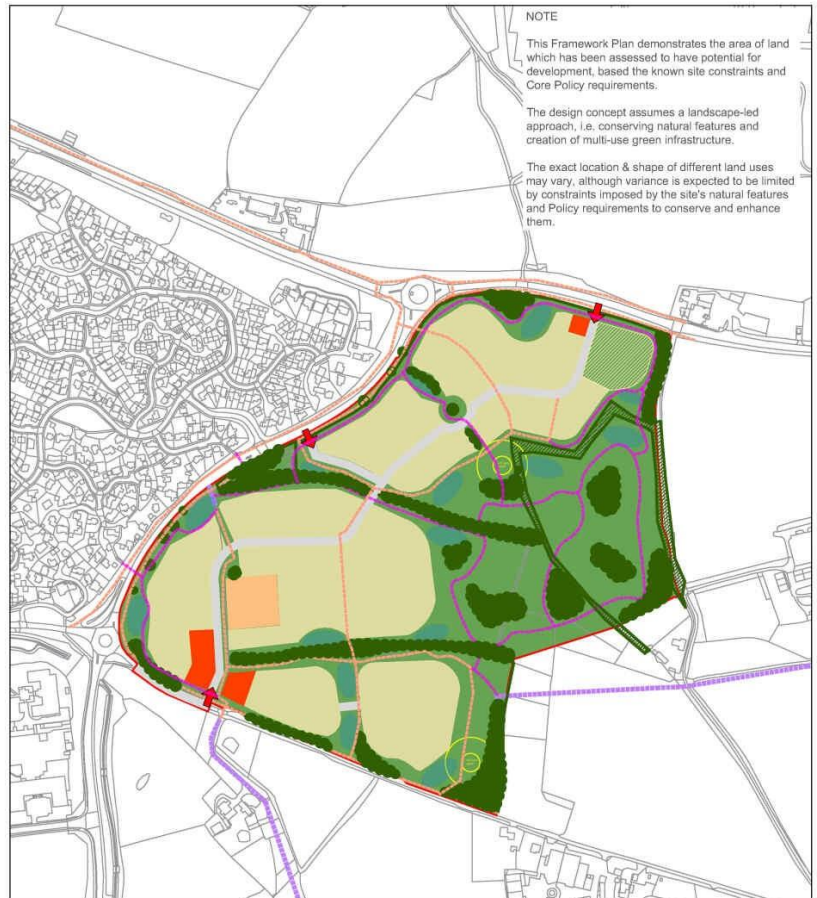 NOTE
This Framework Plan demonstrates the area of land
which has been assessed to have potential for
development, based the known site constraints and
Core Policy requirements.
The design concept assumes a landscape-led
approach, i.e. conserving natural features and
creation of multi-use green infrastructure.
The exact location & shape of different land uses
may vary, although variance is expected to be limited
by constraints imposed by the site's natural features
and Policy requirements to conserve and enhance
them.